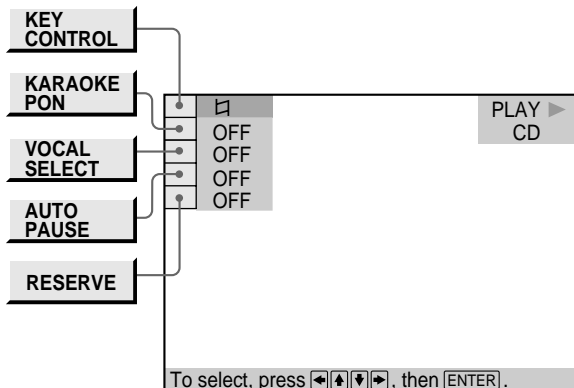 KEY
CONTROL
KARAOKE
PON
VOCAL
SELECT
AUTO
PAUSE
RESERVE
♮
OFF
OFF
OFF
OFF
PLAY ▶
CD
To select, press ←↑↓→, then ENTER.